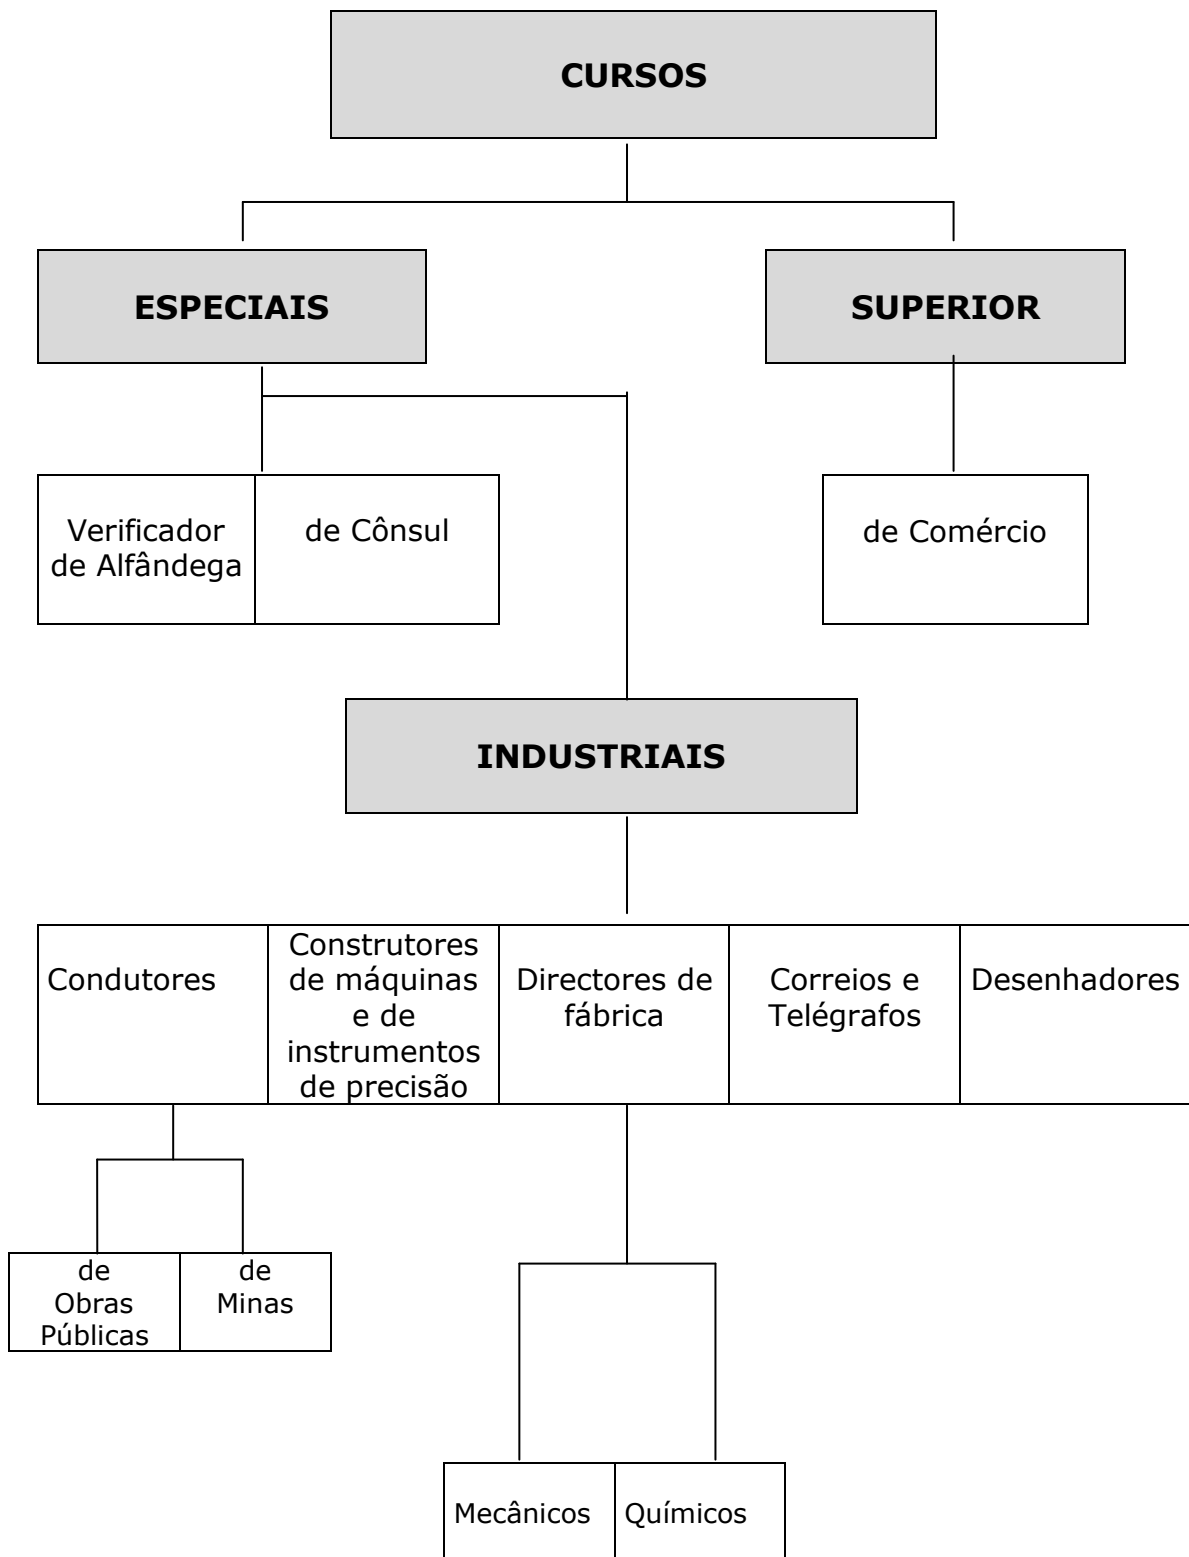 CURSOS
ESPECIAIS
SUPERIOR
Verificador
de Alfândega
de Cônsul
de Comércio
INDUSTRIAIS
Condutores
Construtores
de máquinas
e de
instrumentos
de precisão
Directores de
fábrica
Correios e
Telégrafos
Desenhadores
de
Obras
Públicas
de
Minas
Mecânicos
Químicos